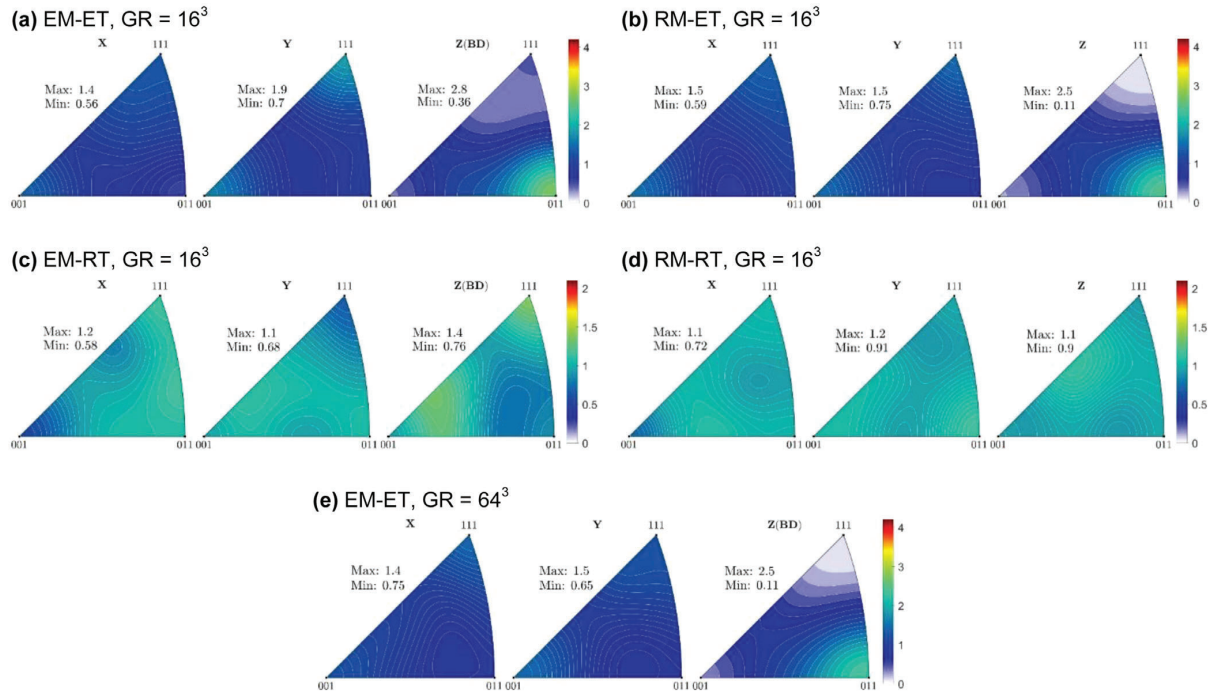 (a) EM-ET, GR = 16³
X
111
Max: 1.4
Min: 0.56
001
011
Y
111
Max: 1.9
Min: 0.7
001
011
Z(BD)
111
Max: 2.8
Min: 0.36
001
011
4
3
2
1
0
(b) RM-ET, GR = 16³
X
111
Max: 1.5
Min: 0.59
001
011
Y
111
Max: 1.5
Min: 0.75
001
011
Z
111
Max: 2.5
Min: 0.11
001
011
4
3
2
1
0
(c) EM-RT, GR = 16³
X
111
Max: 1.2
Min: 0.58
001
011
Y
111
Max: 1.1
Min: 0.68
001
011
Z(BD)
111
Max: 1.4
Min: 0.76
001
011
2
1.5
1
0.5
0
(d) RM-RT, GR = 16³
X
111
Max: 1.1
Min: 0.72
001
011
Y
111
Max: 1.2
Min: 0.91
001
011
Z
111
Max: 1.1
Min: 0.9
001
011
2
1.5
1
0.5
0
(e) EM-ET, GR = 64³
X
111
Max: 1.4
Min: 0.75
001
011
Y
111
Max: 1.5
Min: 0.65
001
011
Z(BD)
111
Max: 2.5
Min: 0.11
001
011
4
3
2
1
0